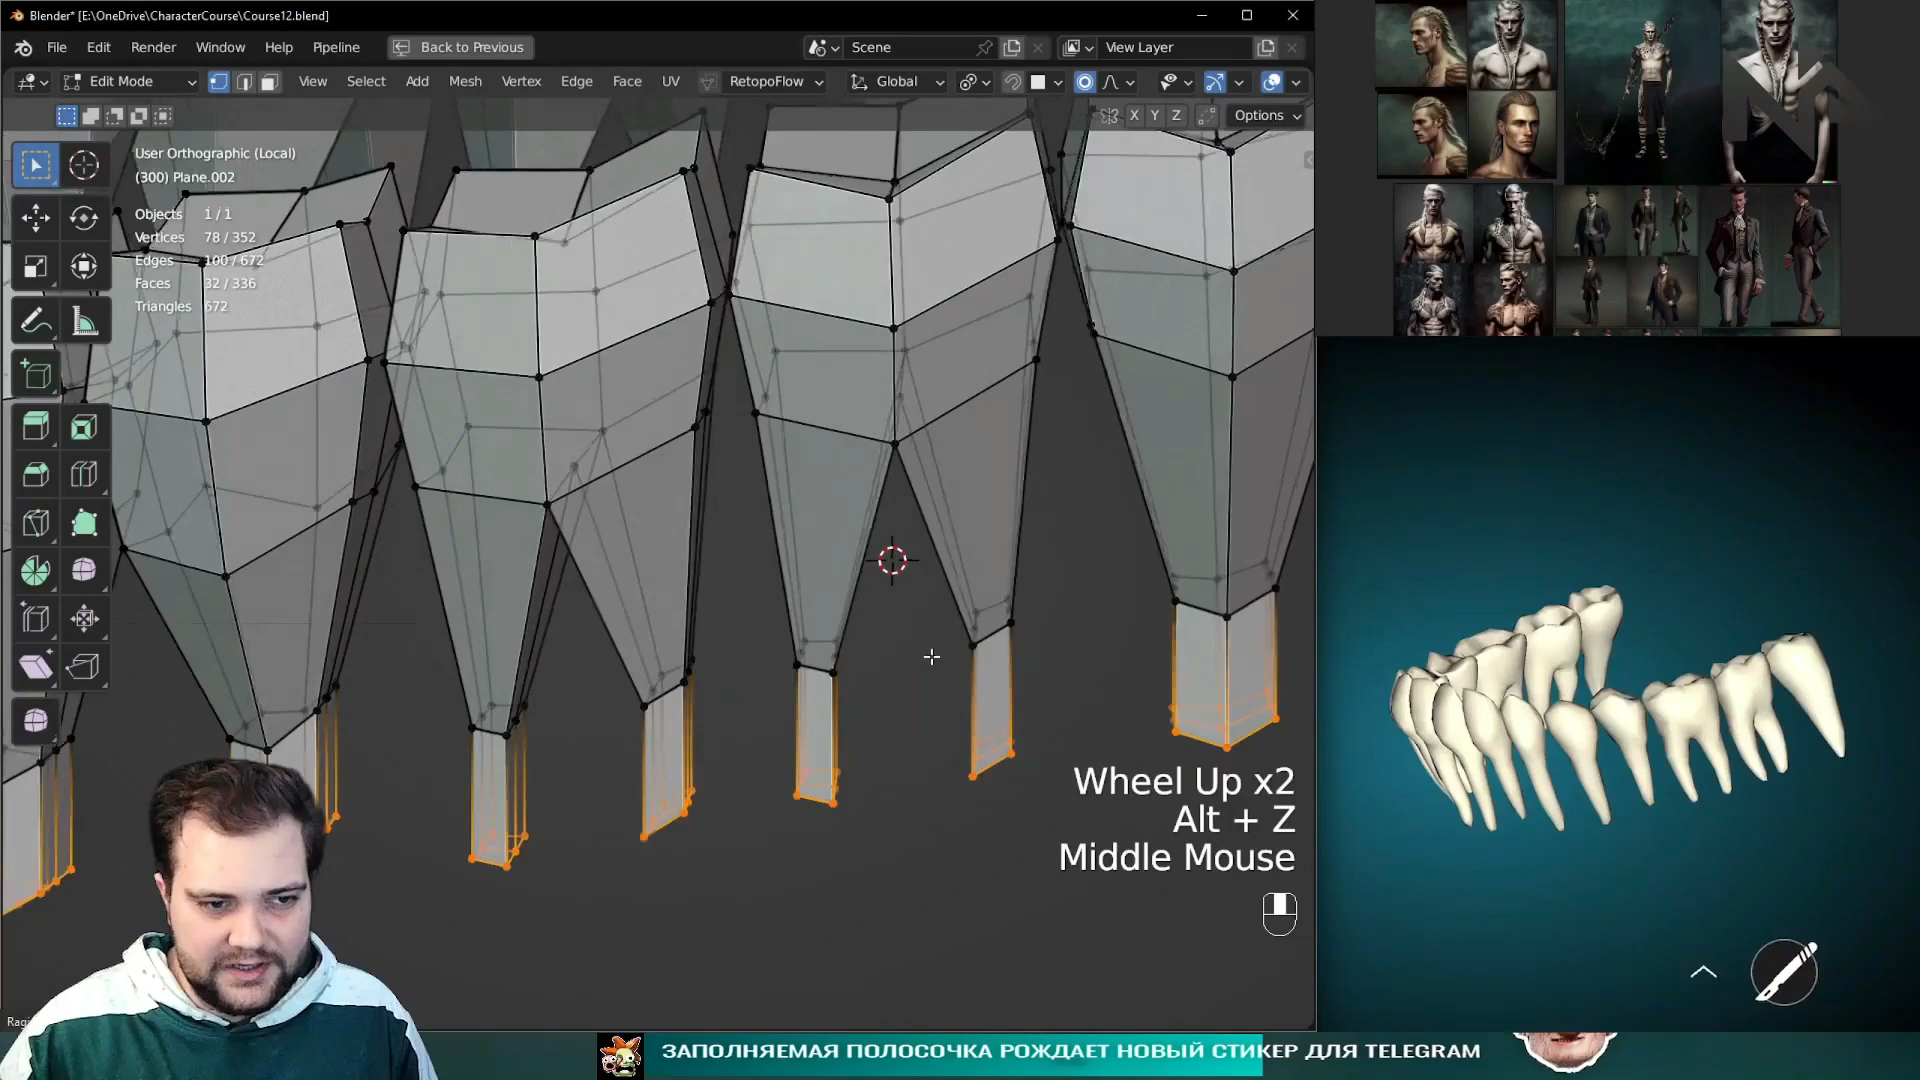 Blender* [E:\OneDrive\CharacterCourse\Course12.blend]
File Edit Render Window Help Pipeline Back to Previous Scene View Layer
Edit Mode View Select Add Mesh Vertex Edge Face UV RetopoFlow Global
X Y Z Options
User Orthographic (Local)
(300) Plane.002
Objects 1 / 1
Vertices 78 / 352
Edges 100 / 672
Faces 32 / 336
Triangles 672
Wheel Up x2
Alt + Z
Middle Mouse
ЗАПОЛНЯЕМАЯ ПОЛОСОЧКА РОЖДАЕТ НОВЫЙ СТИКЕР ДЛЯ TELEGRAM